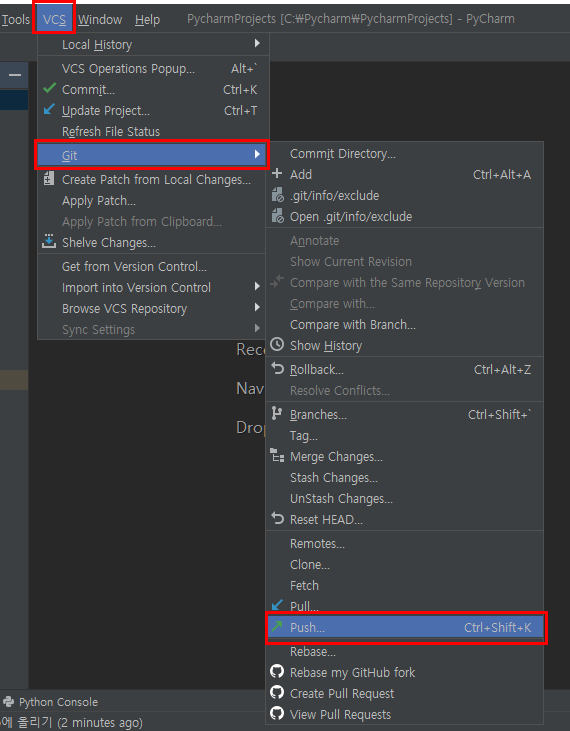 Tools VCS Window Help PycharmProjects [C:₩Pycharm₩PycharmProjects] - PyCharm
Local History
VCS Operations Popup... Alt+`
Commit... Ctrl+K
Update Project... Ctrl+T
Refresh File Status
Git
Create Patch from Local Changes...
Apply Patch...
Apply Patch from Clipboard...
Shelve Changes...
Get from Version Control...
Import into Version Control
Browse VCS Repository
Sync Settings
Commit Directory...
Add Ctrl+Alt+A
.git/info/exclude
Open .git/info/exclude
Annotate
Show Current Revision
Compare with the Same Repository Version
Compare with...
Compare with Branch...
Show History
Rollback... Ctrl+Alt+Z
Resolve Conflicts...
Branches... Ctrl+Shift+`
Tag...
Merge Changes...
Stash Changes...
UnStash Changes...
Reset HEAD...
Remotes...
Clone...
Fetch
Pull...
Push... Ctrl+Shift+K
Rebase...
Rebase my GitHub fork
Create Pull Request
View Pull Requests
Rece
Nav
Drop
Python Console
에 올리기 (2 minutes ago)